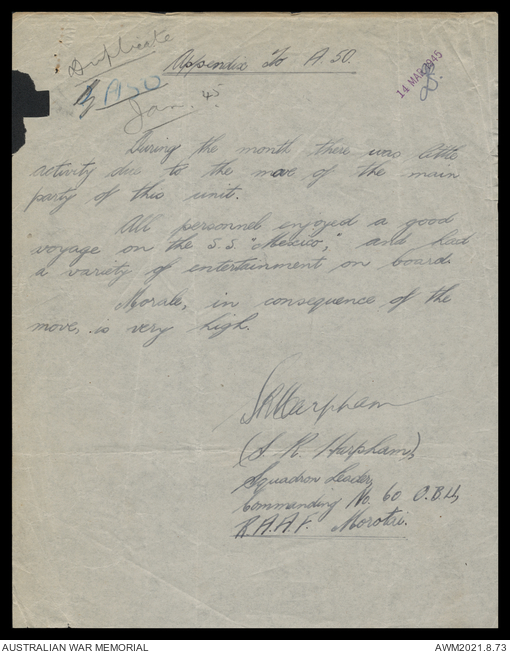 Duplicate
A50
Jan. 45
Appendix To A.50.
14 MAR 1945
During the month there was little
activity due to the move of the main
party of this unit.
All personnel enjoyed a good
voyage on the S.S. "Mexico," and had
a variety of entertainment on board.
Morale, in consequence of the
move, is very high.
SRHarpham
(S. R. Harpham),
Squadron Leader,
Commanding No. 60 O.B.U,
R.A.A.F. Morotai.
AUSTRALIAN WAR MEMORIAL
AWM2021.8.73